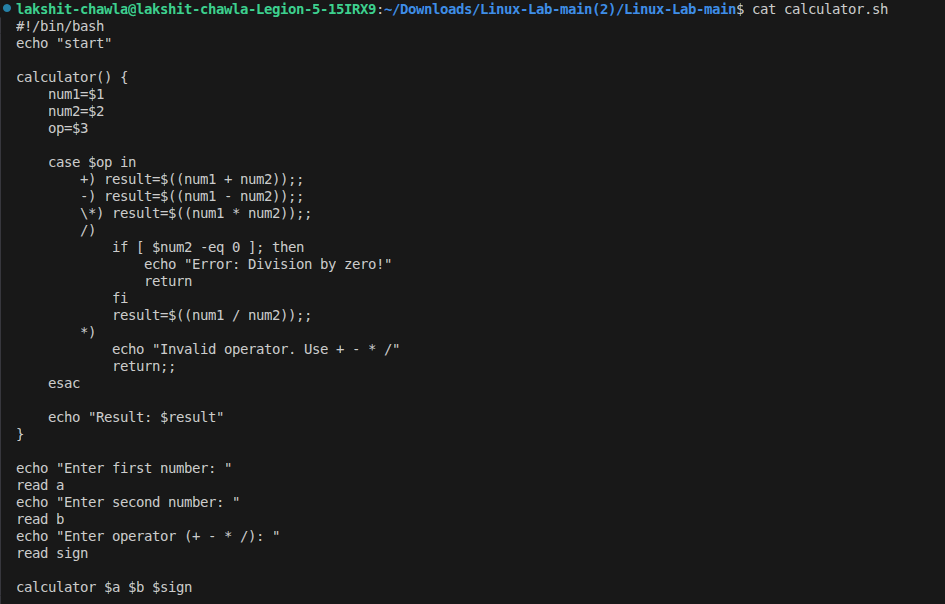 lakshit-chawla@lakshit-chawla-Legion-5-15IRX9:~/Downloads/Linux-Lab-main(2)/Linux-Lab-main$ cat calculator.sh
#!/bin/bash
echo "start"

calculator() {
    num1=$1
    num2=$2
    op=$3

    case $op in
        +) result=$((num1 + num2));;
        -) result=$((num1 - num2));;
        \*) result=$((num1 * num2));;
        /)
            if [ $num2 -eq 0 ]; then
                echo "Error: Division by zero!"
                return
            fi
            result=$((num1 / num2));;
        *)
            echo "Invalid operator. Use + - * /"
            return;;
    esac

    echo "Result: $result"
}

echo "Enter first number: "
read a
echo "Enter second number: "
read b
echo "Enter operator (+ - * /): "
read sign

calculator $a $b $sign